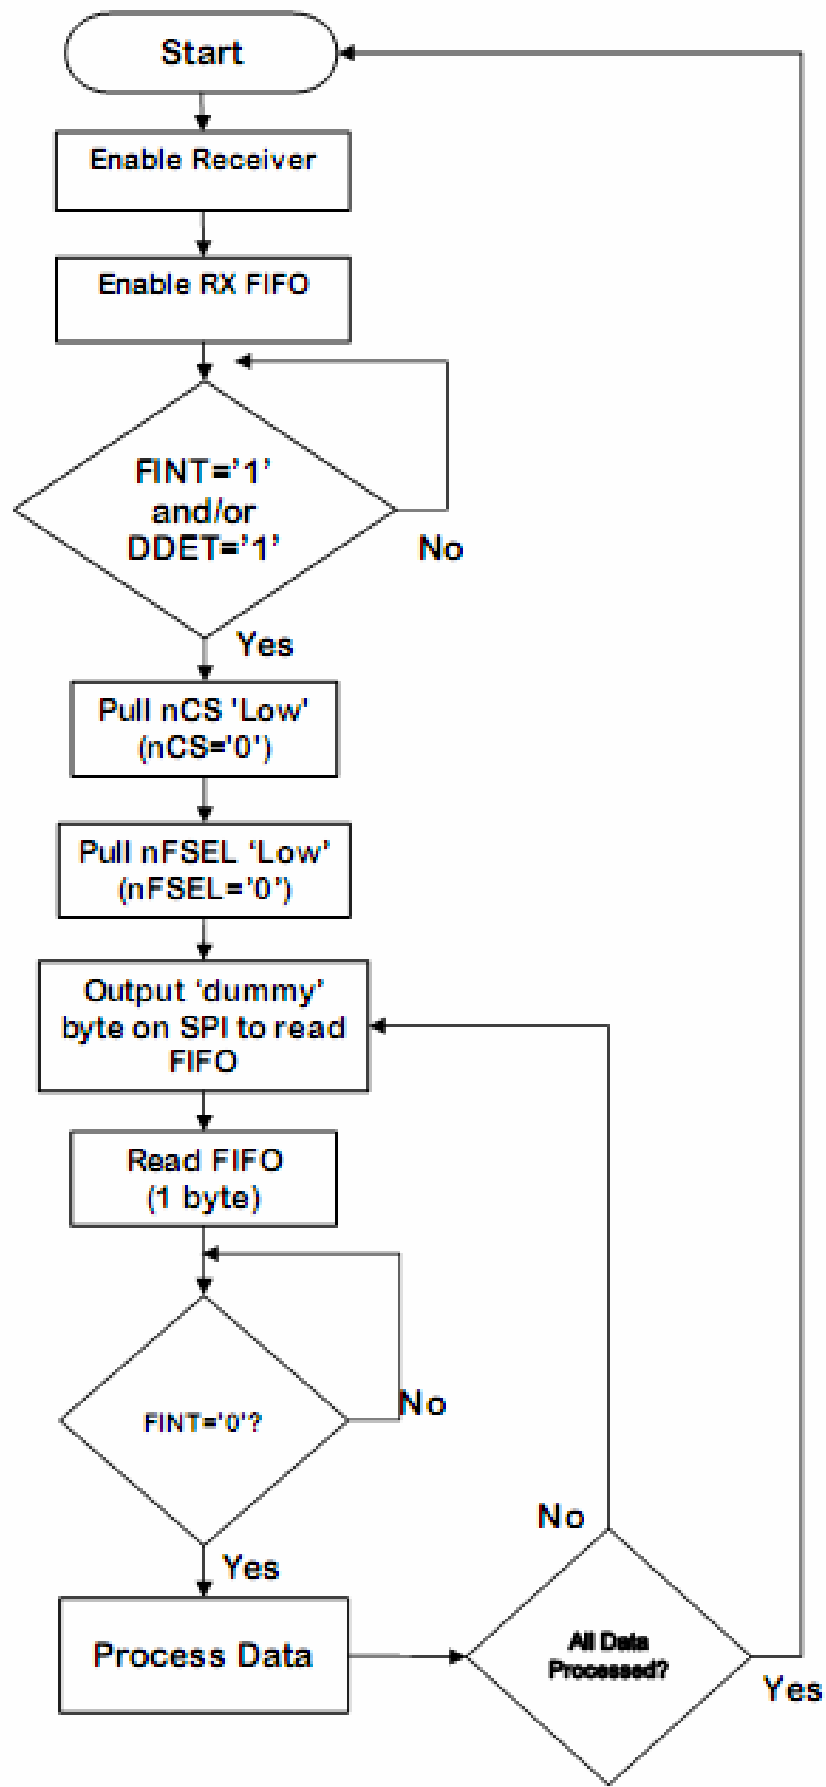 Start
Enable Receiver
Enable RX FIFO
FINT='1'
and/or
DDET='1'
No
Yes
Pull nCS 'Low'
(nCS='0')
Pull nFSEL 'Low'
(nFSEL='0')
Output 'dummy'
byte on SPI to read
FIFO
Read FIFO
(1 byte)
FINT='0'?
No
Yes
Process Data
No
All Data
Processed?
Yes